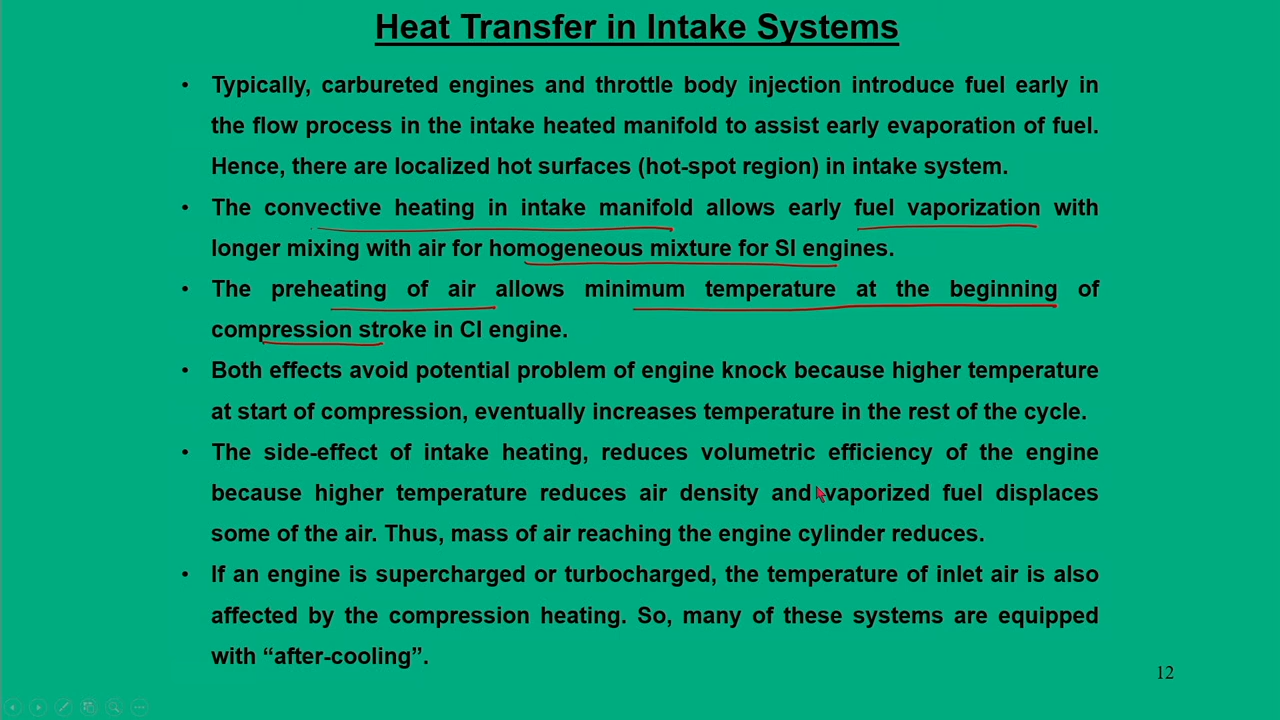 Heat Transfer in Intake Systems
• Typically, carbureted engines and throttle body injection introduce fuel early in
the flow process in the intake heated manifold to assist early evaporation of fuel.
Hence, there are localized hot surfaces (hot-spot region) in intake system.
• The convective heating in intake manifold allows early fuel vaporization with
longer mixing with air for homogeneous mixture for SI engines.
• The preheating of air allows minimum temperature at the beginning of
compression stroke in CI engine.
• Both effects avoid potential problem of engine knock because higher temperature
at start of compression, eventually increases temperature in the rest of the cycle.
• The side-effect of intake heating, reduces volumetric efficiency of the engine
because higher temperature reduces air density and vaporized fuel displaces
some of the air. Thus, mass of air reaching the engine cylinder reduces.
• If an engine is supercharged or turbocharged, the temperature of inlet air is also
affected by the compression heating. So, many of these systems are equipped
with “after-cooling”.
12